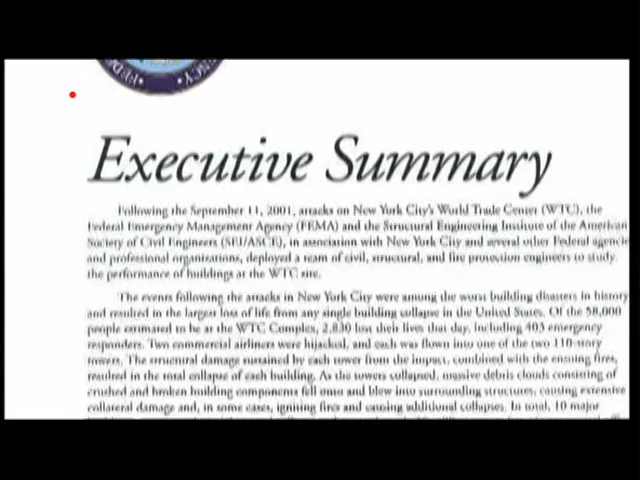 FEDE NCY
Executive Summary
Following the September 11, 2001, attacks on New York City's World Trade Center (WTC), the
Federal Emergency Management Agency (FEMA) and the Structural Engineering Institute of the American
Society of Civil Engineers (SEI/ASCE), in association with New York City and several other Federal agencie
and professional organizations, deployed a team of civil, structural, and fire protection engineers to study
the performance of buildings at the WTC site.
The events following the attacks in New York City were among the worst building disasters in history
and resulted in the largest loss of life from any single building collapse in the United States. Of the 58,000
people estimated to be at the WTC Complex, 2,830 lost their lives that day, including 403 emergency
responders. Two commercial airliners were hijacked, and each was flown into one of the two 110-story
towers. The structural damage sustained by each tower from the impact, combined with the ensuing fires,
resulted in the total collapse of each building. As the towers collapsed, massive debris clouds consisting of
crushed and broken building components fell onto and blew into surrounding structures, causing extensive
collateral damage and, in some cases, igniting fires and causing additional collapses. In total, 10 major